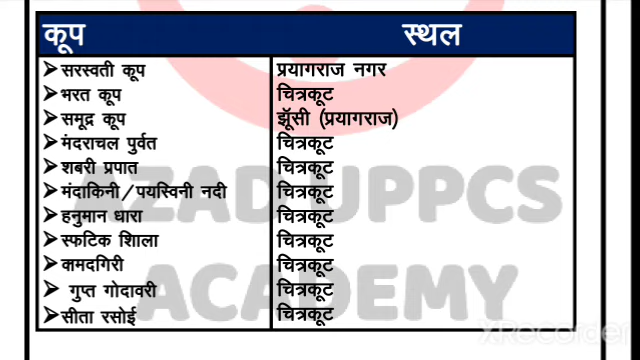 कूप स्थल
➤सरस्वती कूप प्रयागराज नगर
➤भरत कूप चित्रकूट
➤समूद्र कूप झूँसी (प्रयागराज)
➤मंदराचल पुर्वत चित्रकूट
➤शबरी प्रपात चित्रकूट
➤मंदाकिनी/पयस्विनी नदी चित्रकूट
➤हनुमान धारा चित्रकूट
➤स्फटिक शिाला चित्रकूट
➤कामदगिरी चित्रकूट
➤ गुप्त गोदावरी चित्रकूट
➤सीता रसोई चित्रकूट
AZAD UPPCS
ACADEMY
XRecorder